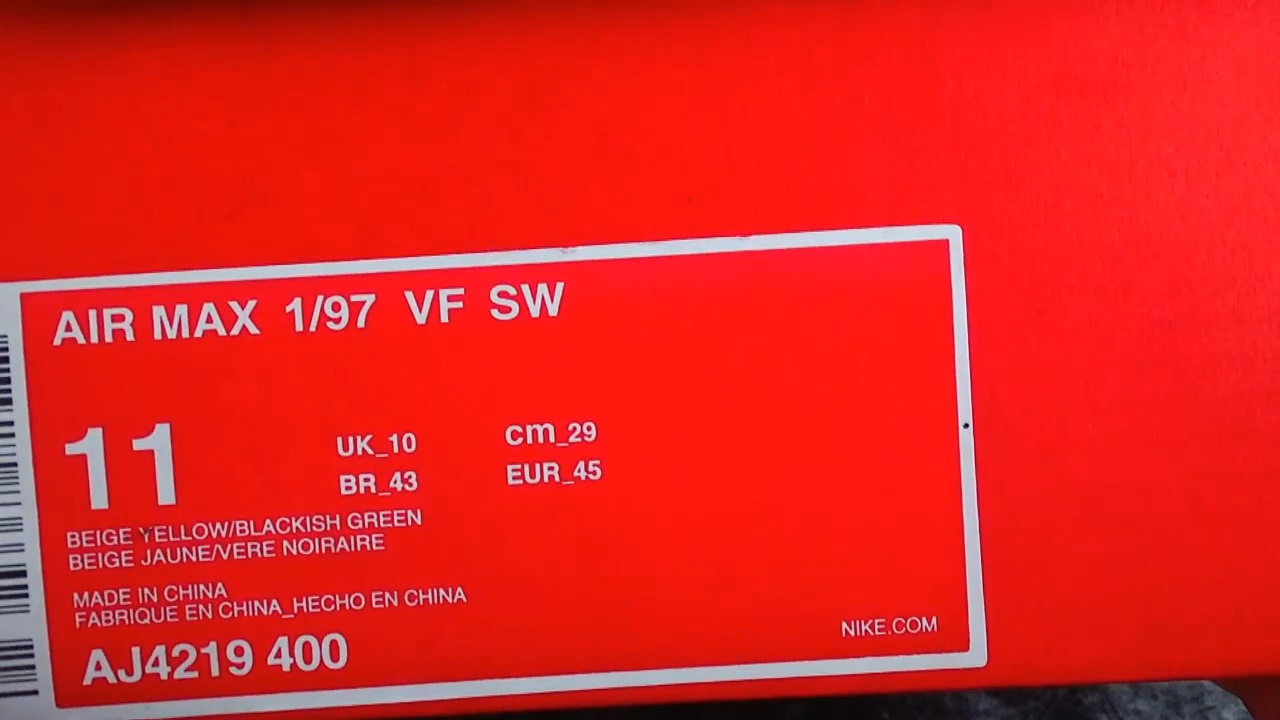 AIR MAX 1/97 VF SW
11
UK_10 cm_29
BR_43 EUR_45
BEIGE YELLOW/BLACKISH GREEN
BEIGE JAUNE/VERE NOIRAIRE
MADE IN CHINA
FABRIQUE EN CHINA_HECHO EN CHINA
NIKE.COM
AJ4219 400